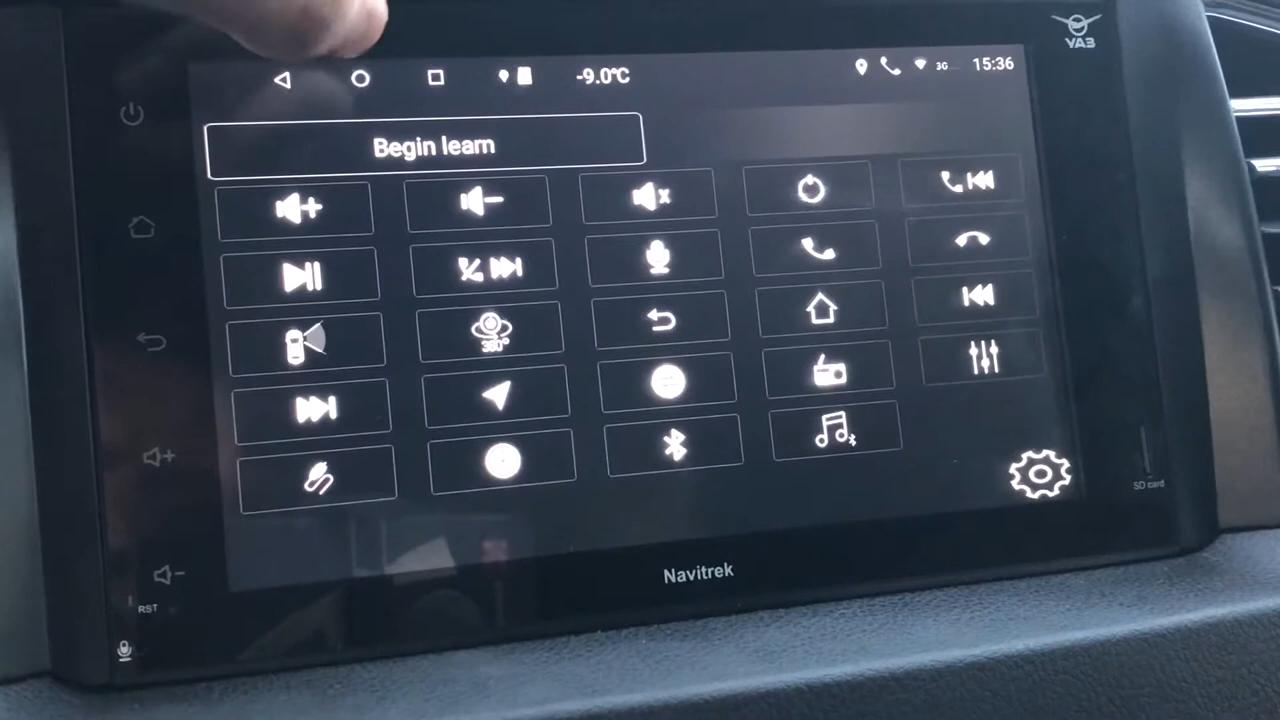 УАЗ
-9.0°C
3G
15:36
Begin learn
360°
SD card
Navitrek
RST